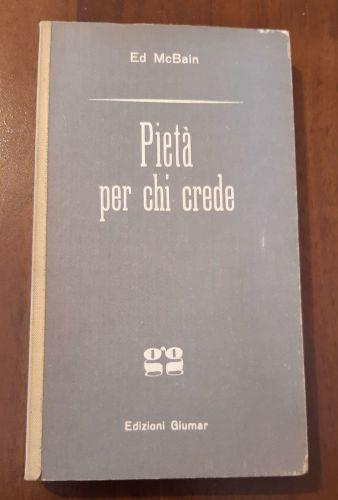 Ed McBain
Pietà
per chi crede
Edizioni Giumar